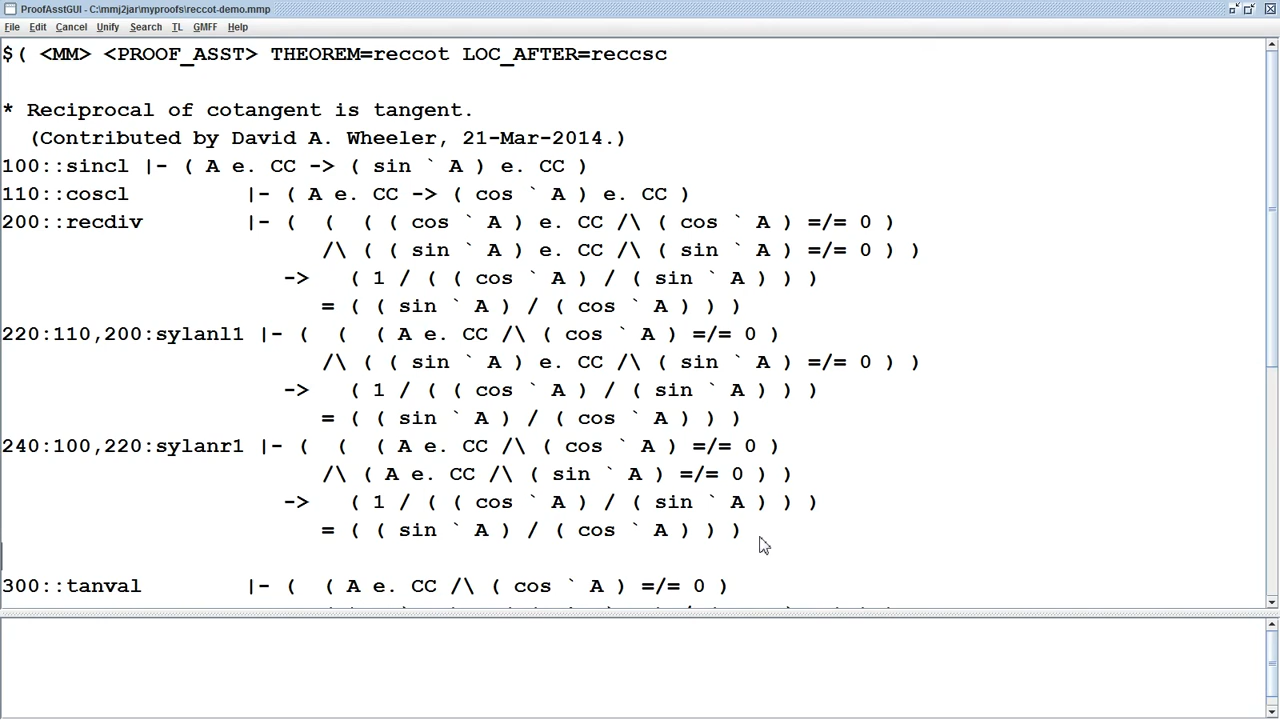 ProofAsstGUI - C:\mmj2jar\myproofs\reccot-demo.mmp
File Edit Cancel Unify Search TL GMFF Help
$( <MM> <PROOF_ASST> THEOREM=reccot LOC_AFTER=reccsc
* Reciprocal of cotangent is tangent.
(Contributed by David A. Wheeler, 21-Mar-2014.)
100::sincl |- ( A e. CC -> ( sin ` A ) e. CC )
110::coscl |- ( A e. CC -> ( cos ` A ) e. CC )
200::recdiv |- ( ( ( ( cos ` A ) e. CC /\ ( cos ` A ) =/= 0 )
/\ ( ( sin ` A ) e. CC /\ ( sin ` A ) =/= 0 ) )
-> ( 1 / ( ( cos ` A ) / ( sin ` A ) ) )
= ( ( sin ` A ) / ( cos ` A ) ) )
220:110,200:sylanl1 |- ( ( ( A e. CC /\ ( cos ` A ) =/= 0 )
/\ ( ( sin ` A ) e. CC /\ ( sin ` A ) =/= 0 ) )
-> ( 1 / ( ( cos ` A ) / ( sin ` A ) ) )
= ( ( sin ` A ) / ( cos ` A ) ) )
240:100,220:sylanr1 |- ( ( ( A e. CC /\ ( cos ` A ) =/= 0 )
/\ ( A e. CC /\ ( sin ` A ) =/= 0 ) )
-> ( 1 / ( ( cos ` A ) / ( sin ` A ) ) )
= ( ( sin ` A ) / ( cos ` A ) ) )
300::tanval |- ( ( A e. CC /\ ( cos ` A ) =/= 0 )